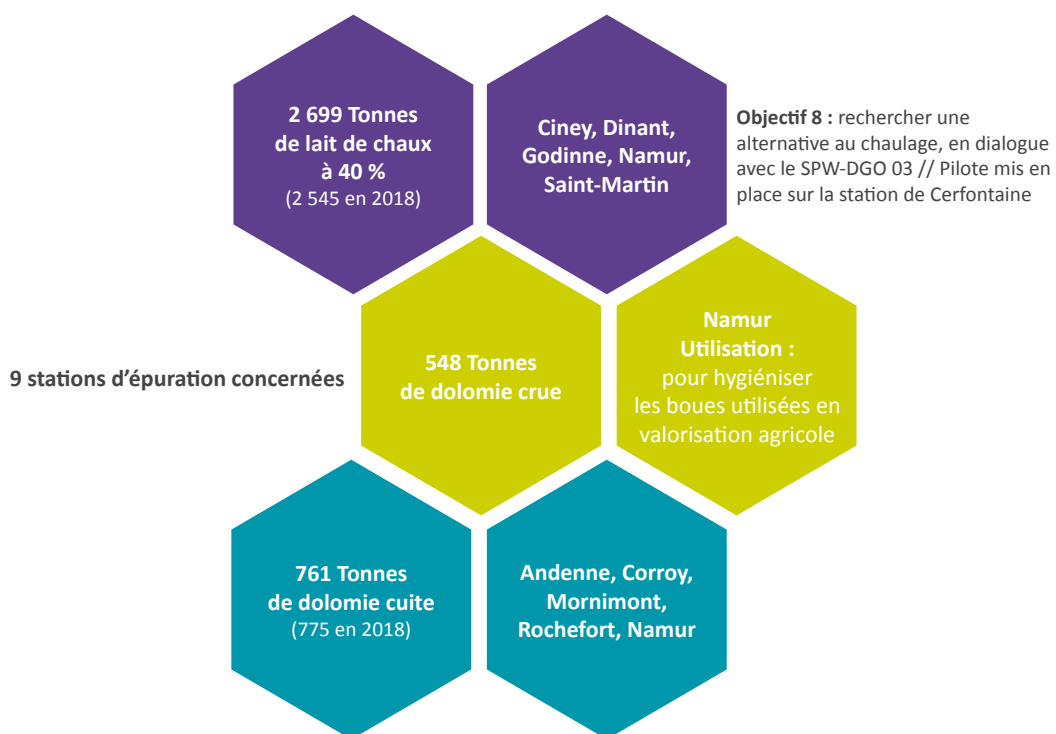 2 699 Tonnes
de lait de chaux
à 40 %
(2 545 en 2018)
Ciney, Dinant,
Godinne, Namur,
Saint-Martin
Objectif 8 : rechercher une
alternative au chaulage, en dialogue
avec le SPW-DGO 03 // Pilote mis en
place sur la station de Cerfontaine
9 stations d’épuration concernées
548 Tonnes
de dolomie crue
Namur
Utilisation :
pour hygiéniser
les boues utilisées en
valorisation agricole
761 Tonnes
de dolomie cuite
(775 en 2018)
Andenne, Corroy,
Mornimont,
Rochefort, Namur